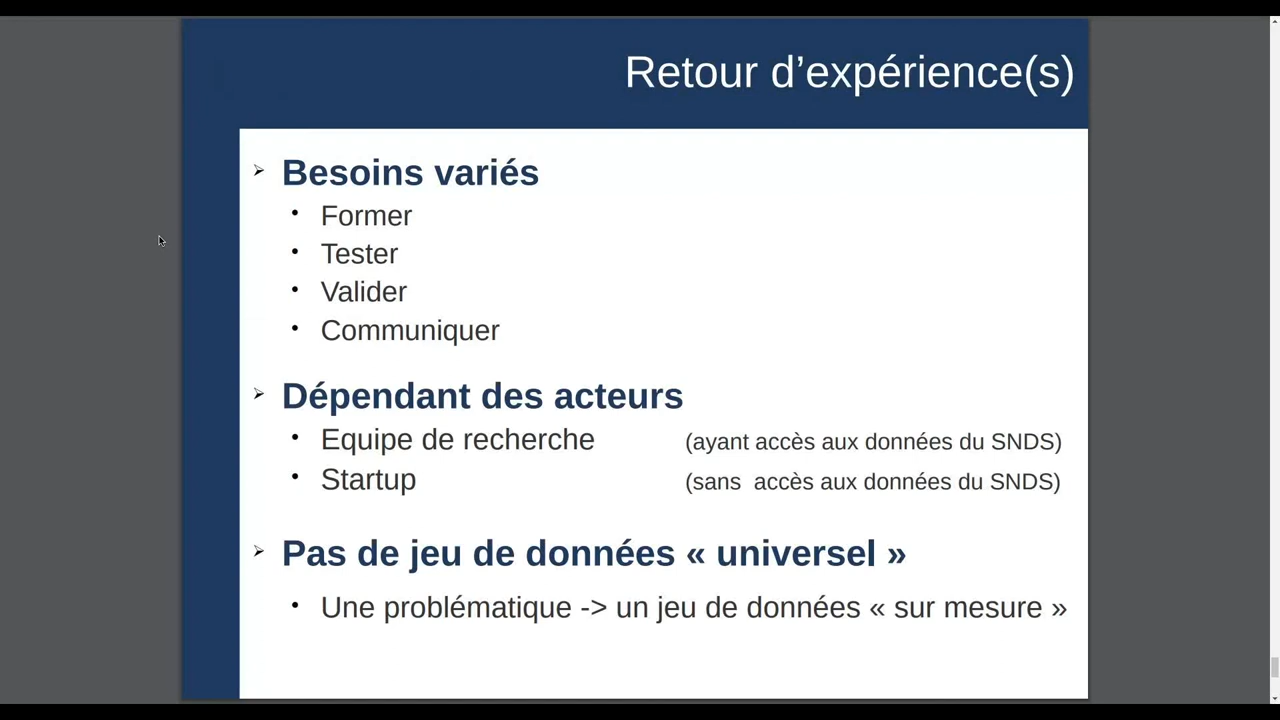 Retour d’expérience(s)
➢ Besoins variés
• Former
• Tester
• Valider
• Communiquer
➢ Dépendant des acteurs
• Equipe de recherche (ayant accès aux données du SNDS)
• Startup (sans accès aux données du SNDS)
➢ Pas de jeu de données « universel »
• Une problématique -> un jeu de données « sur mesure »